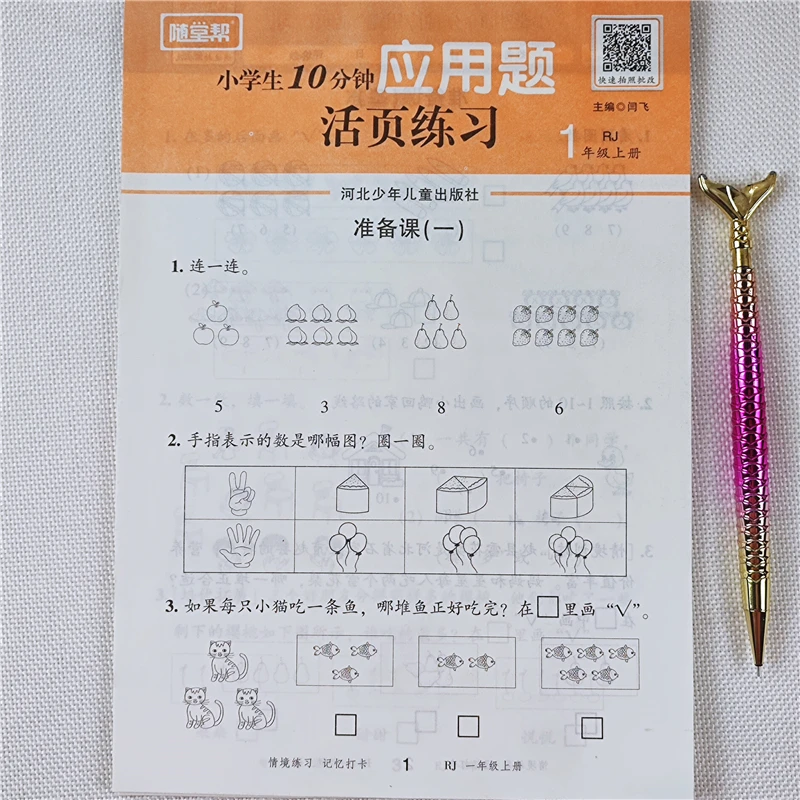 随堂帮
小学生10分钟应用题
活页练习
快速拍照批改
主编◎闫飞
1 RJ
年级上册
河北少年儿童出版社
准备课(一)
1. 连一连。
5 3 8 6
2. 手指表示的数是哪幅图?圈一圈。
3. 如果每只小猫吃一条鱼,哪堆鱼正好吃完?在□里画“√”。
情境练习 记忆打卡 1 RJ 一年级上册